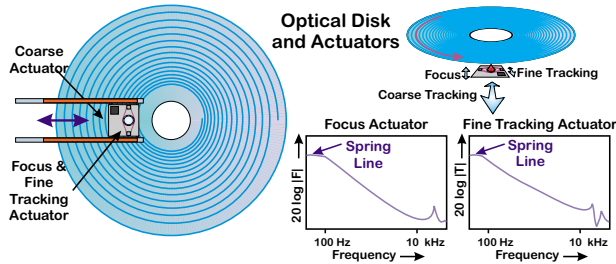 Optical Disk
and Actuators
Coarse
Actuator
Focus &
Fine
Tracking
Actuator
Focus
Fine Tracking
Coarse Tracking
Focus Actuator
Spring
Line
20 log |F|
100 Hz
10 kHz
Frequency
Fine Tracking Actuator
Spring
Line
20 log |T|
100 Hz
10 kHz
Frequency